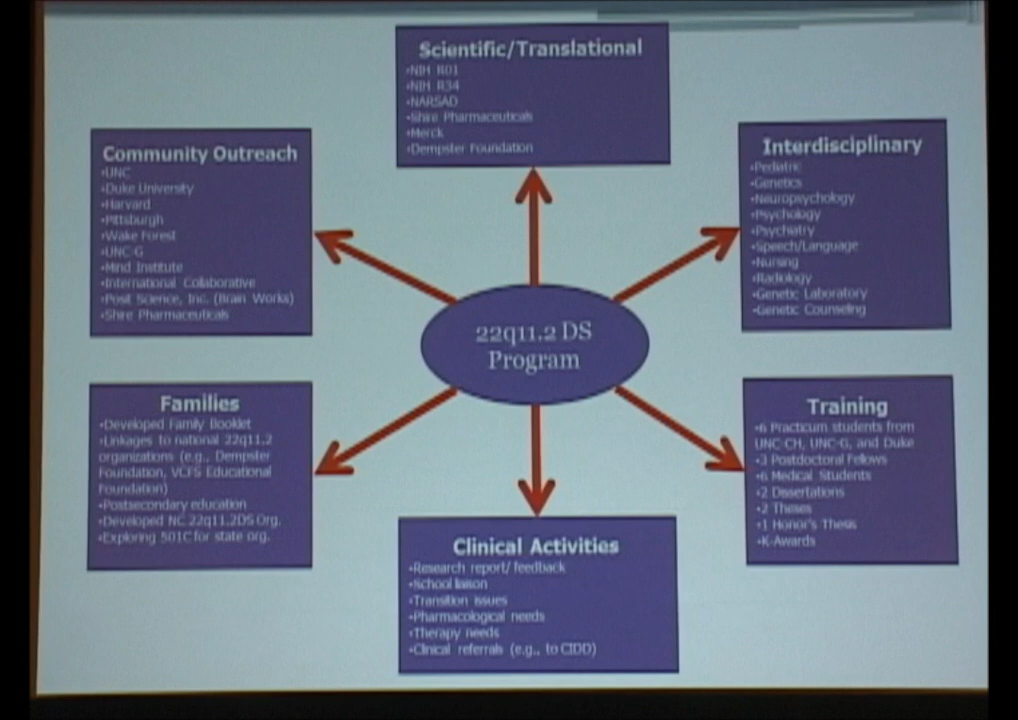 Scientific/Translational
•NIH R01
•NIH R34
•NARSAD
•Shire Pharmaceuticals
•Merck
•Dempster Foundation
Community Outreach
•UNC
•Duke University
•Harvard
•Pittsburgh
•Wake Forest
•UNC-G
•Mind Institute
•International Collaborative
•Posit Science, Inc. (Brain Works)
•Shire Pharmaceuticals
Interdisciplinary
•Pediatric
•Genetics
•Neuropsychology
•Psychology
•Psychiatry
•Speech/Language
•Nursing
•Radiology
•Genetic Laboratory
•Genetic Counseling
22q11.2 DS
Program
Families
•Developed Family Booklet
•Linkages to national 22q11.2
organizations (e.g., Dempster
Foundation, VCFS Educational
Foundation)
•Postsecondary education
•Developed NC 22q11.2DS Org.
•Exploring 501C for state org.
Training
•6 Practicum students from
UNC-CH, UNC-G, and Duke
•3 Postdoctoral Fellows
•6 Medical Students
•2 Dissertations
•2 Theses
•1 Honor's Thesis
•K-Awards
Clinical Activities
•Research report/ feedback
•School liaison
•Transition issues
•Pharmacological needs
•Therapy needs
•Clinical referrals (e.g., to CIDD)